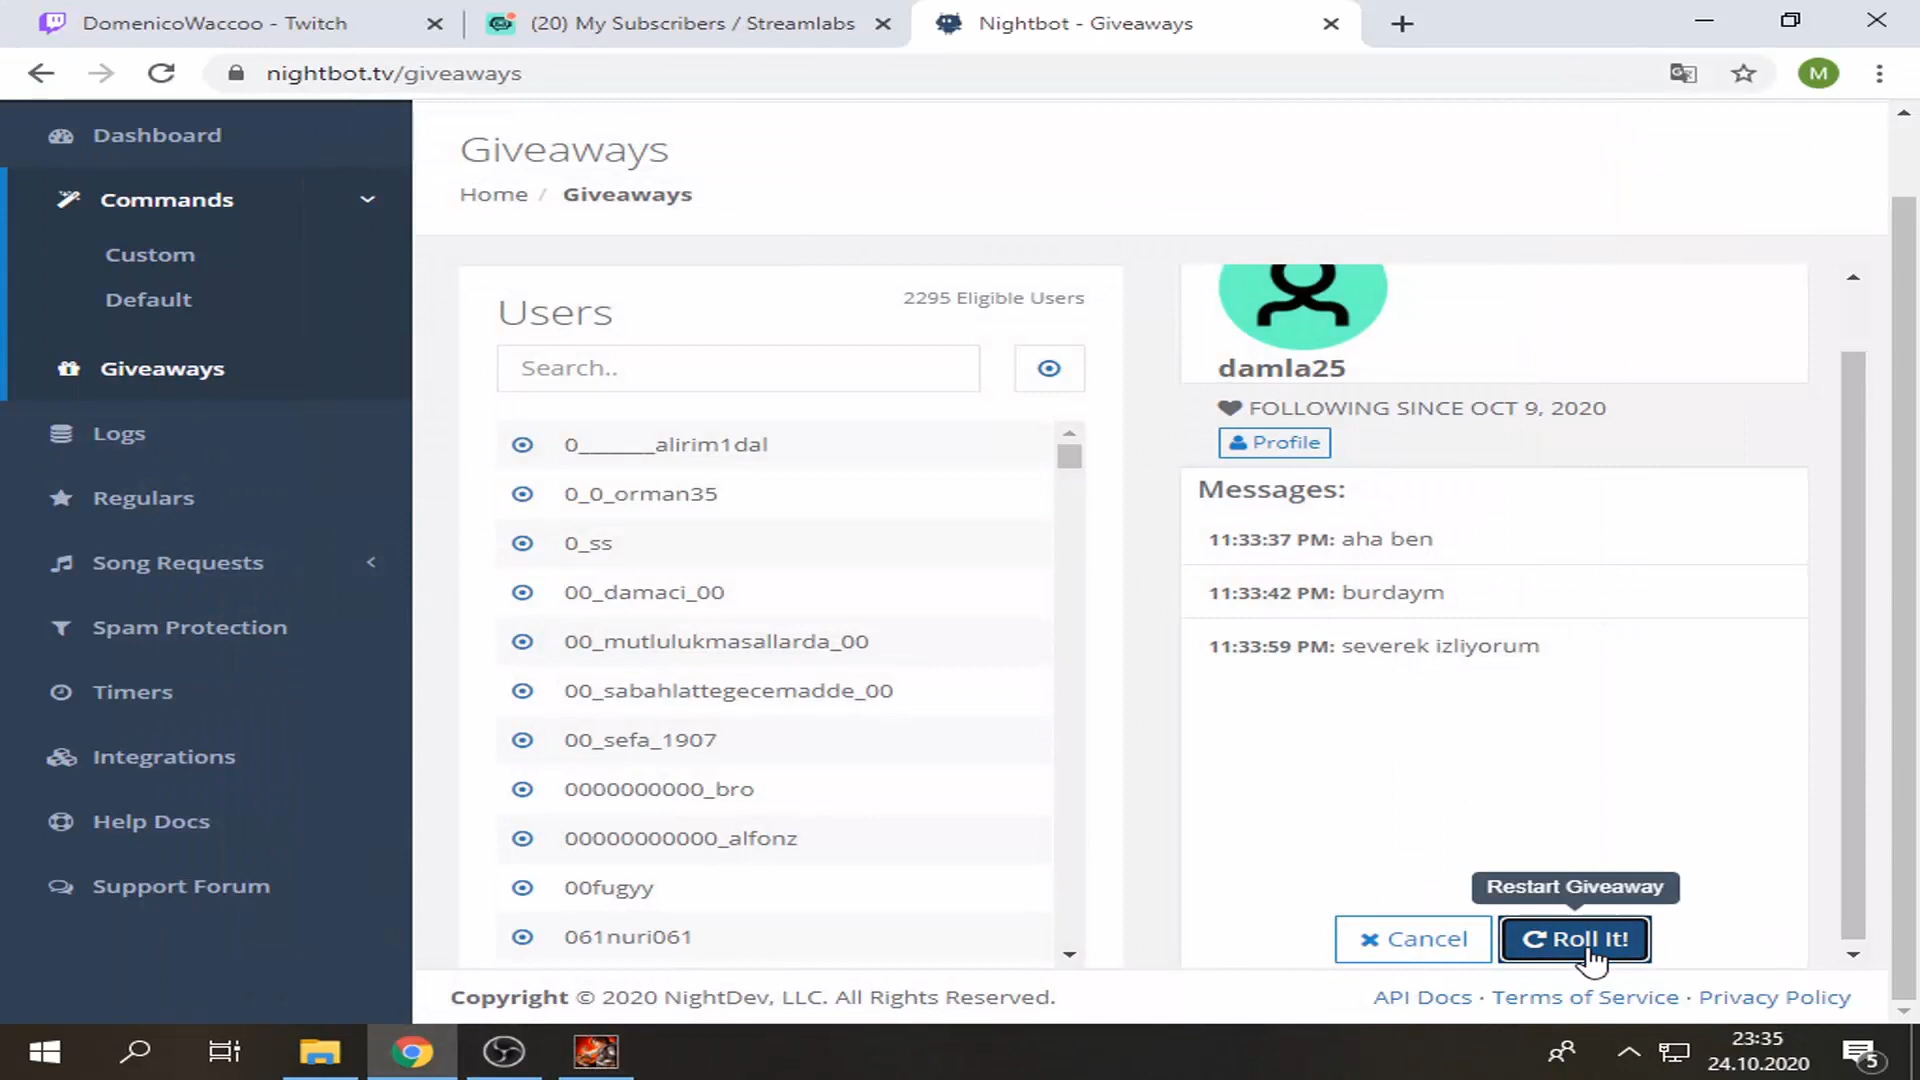 DomenicoWaccoo - Twitch
(20) My Subscribers / Streamlabs
Nightbot - Giveaways
nightbot.tv/giveaways
M
Dashboard
Commands
Custom
Default
Giveaways
Logs
Regulars
Song Requests
Spam Protection
Timers
Integrations
Help Docs
Support Forum
Giveaways
Home / Giveaways
Users
2295 Eligible Users
Search..
0_______alirim1dal
0_0_orman35
0_ss
00_damaci_00
00_mutlulukmasallarda_00
00_sabahlattegecemadde_00
00_sefa_1907
0000000000_bro
00000000000_alfonz
00fugyy
061nuri061
damla25
FOLLOWING SINCE OCT 9, 2020
Profile
Messages:
11:33:37 PM: aha ben
11:33:42 PM: burdaym
11:33:59 PM: severek izliyorum
Restart Giveaway
Cancel
Roll It!
Copyright © 2020 NightDev, LLC. All Rights Reserved.
API Docs · Terms of Service · Privacy Policy
23:35
24.10.2020
5